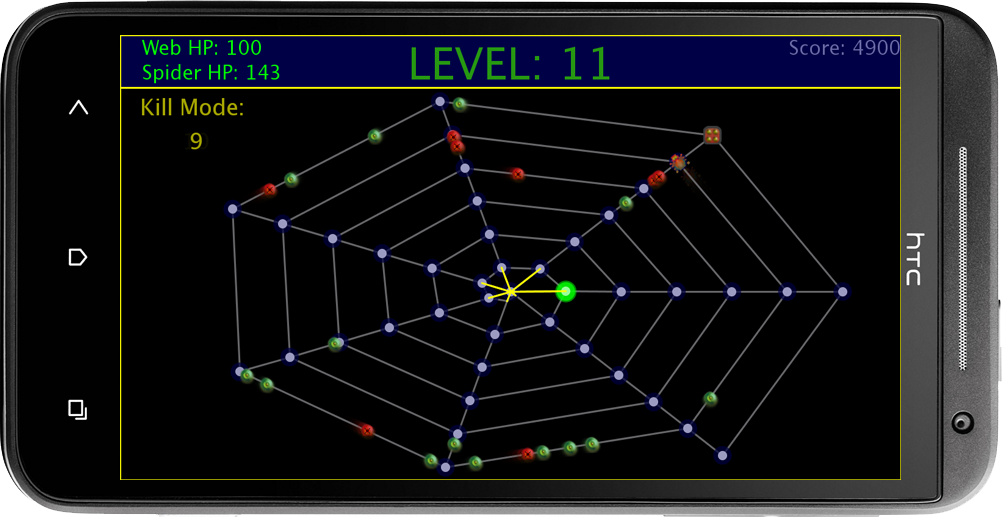 Web HP: 100
Spider HP: 143
LEVEL: 11
Score: 4900
Kill Mode:
9
hTC